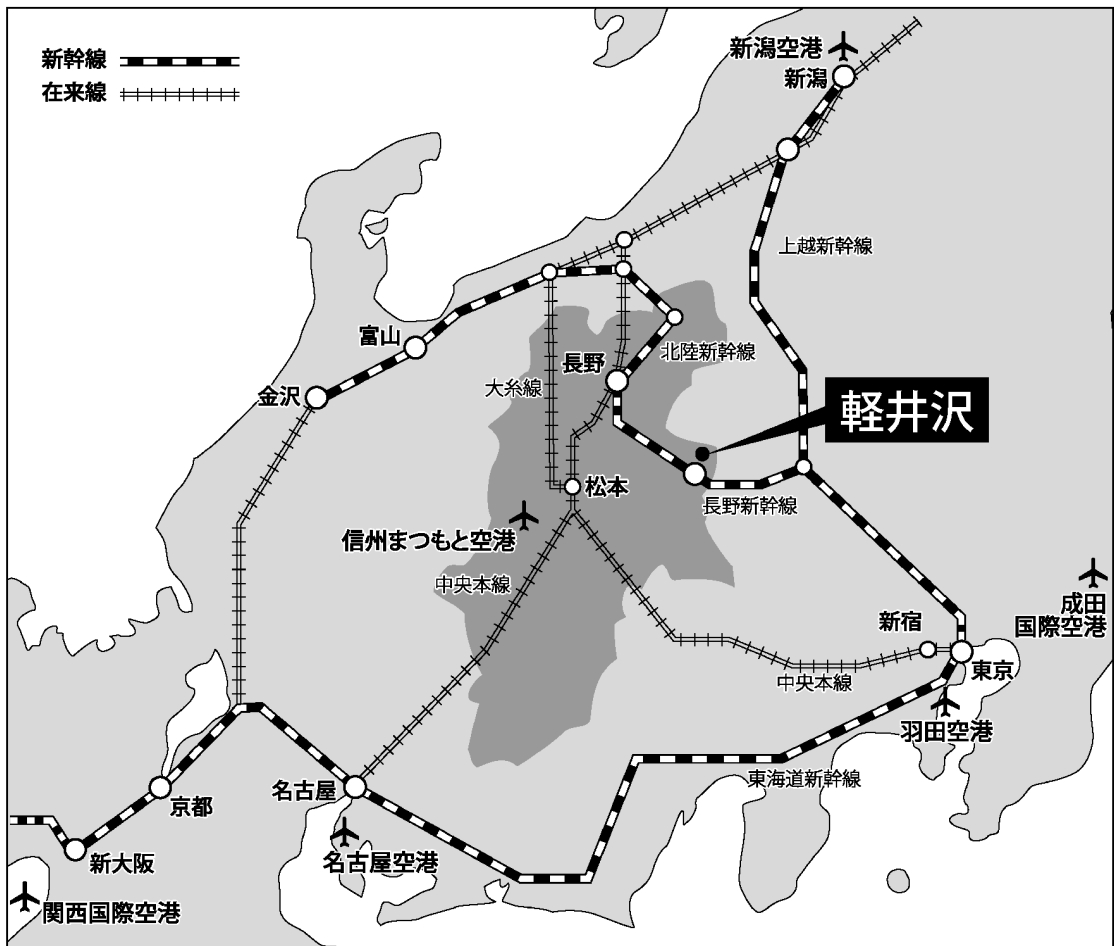 新幹線
在来線
新潟空港
新潟
上越新幹線
富山
長野
北陸新幹線
金沢
大糸線
軽井沢
松本
長野新幹線
信州まつもと空港
中央本線
成田
国際空港
新宿
東京
中央本線
羽田空港
東海道新幹線
名古屋
京都
新大阪
名古屋空港
関西国際空港